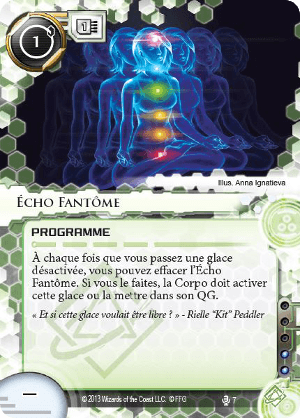 1
1
Illus. Anna Ignatieva
Écho Fantôme
PROGRAMME
À chaque fois que vous passez une glace
désactivée, vous pouvez effacer l'Écho
Fantôme. Si vous le faites, la Corpo doit activer
cette glace ou la mettre dans son QG.
« Et si cette glace voulait être libre ? » - Rielle "Kit" Peddler
—
© 2013 Wizards of the Coast LLC. © FFG
7